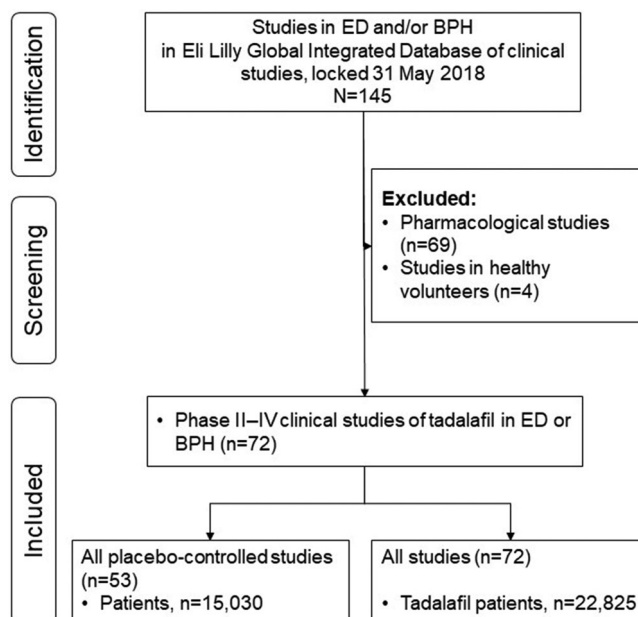 Identification
Studies in ED and/or BPH
in Eli Lilly Global Integrated Database of clinical
studies, locked 31 May 2018
N=145
Screening
Excluded:
• Pharmacological studies
(n=69)
• Studies in healthy
volunteers (n=4)
Included
• Phase II–IV clinical studies of tadalafil in ED or
BPH (n=72)
All placebo-controlled studies
(n=53)
• Patients, n=15,030
All studies (n=72)
• Tadalafil patients, n=22,825